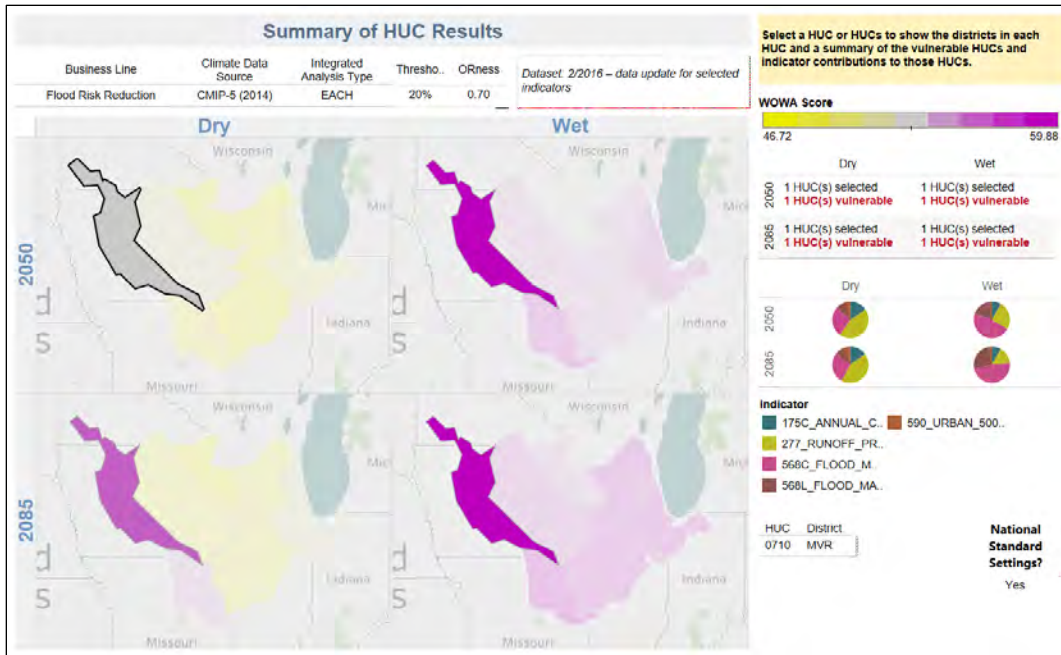 Summary of HUC Results
Business Line
Climate Data Source
Integrated Analysis Type
Thresho..
ORness
Flood Risk Reduction
CMIP-5 (2014)
EACH
20%
0.70
Dataset: 2/2016 – data update for selected indicators
Dry
Wet
2050
Wisconsin
d
S
Indiana
Missouri
Wisconsin
Mic
d
S
Indiana
Missouri
2085
Wisconsin
Mic
d
S
Indiana
Missouri
Wisconsin
Mic
d
S
Indiana
Missouri
Select a HUC or HUCs to show the districts in each
HUC and a summary of the vulnerable HUCs and
indicator contributions to those HUCs.
WOWA Score
46.72
59.88
Dry
Wet
2050
1 HUC(s) selected
1 HUC(s) vulnerable
1 HUC(s) selected
1 HUC(s) vulnerable
2085
1 HUC(s) selected
1 HUC(s) vulnerable
1 HUC(s) selected
1 HUC(s) vulnerable
Dry
Wet
2050
2085
Indicator
175C_ANNUAL_C..
590_URBAN_500..
277_RUNOFF_PR..
568C_FLOOD_M..
568L_FLOOD_MA..
HUC District
0710 MVR
National
Standard
Settings?
Yes